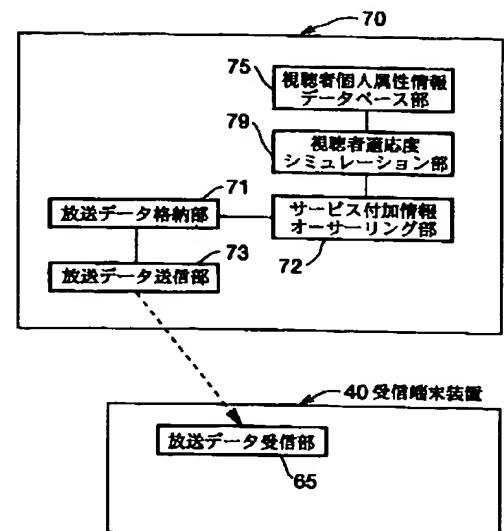 70
75
視聴者個人属性情報
データベース部
79
視聴者適応度
シミュレーション部
71
放送データ格納部
サービス付加情報
オーサリング部
72
73
放送データ送信部
40 受信端末装置
放送データ受信部
65